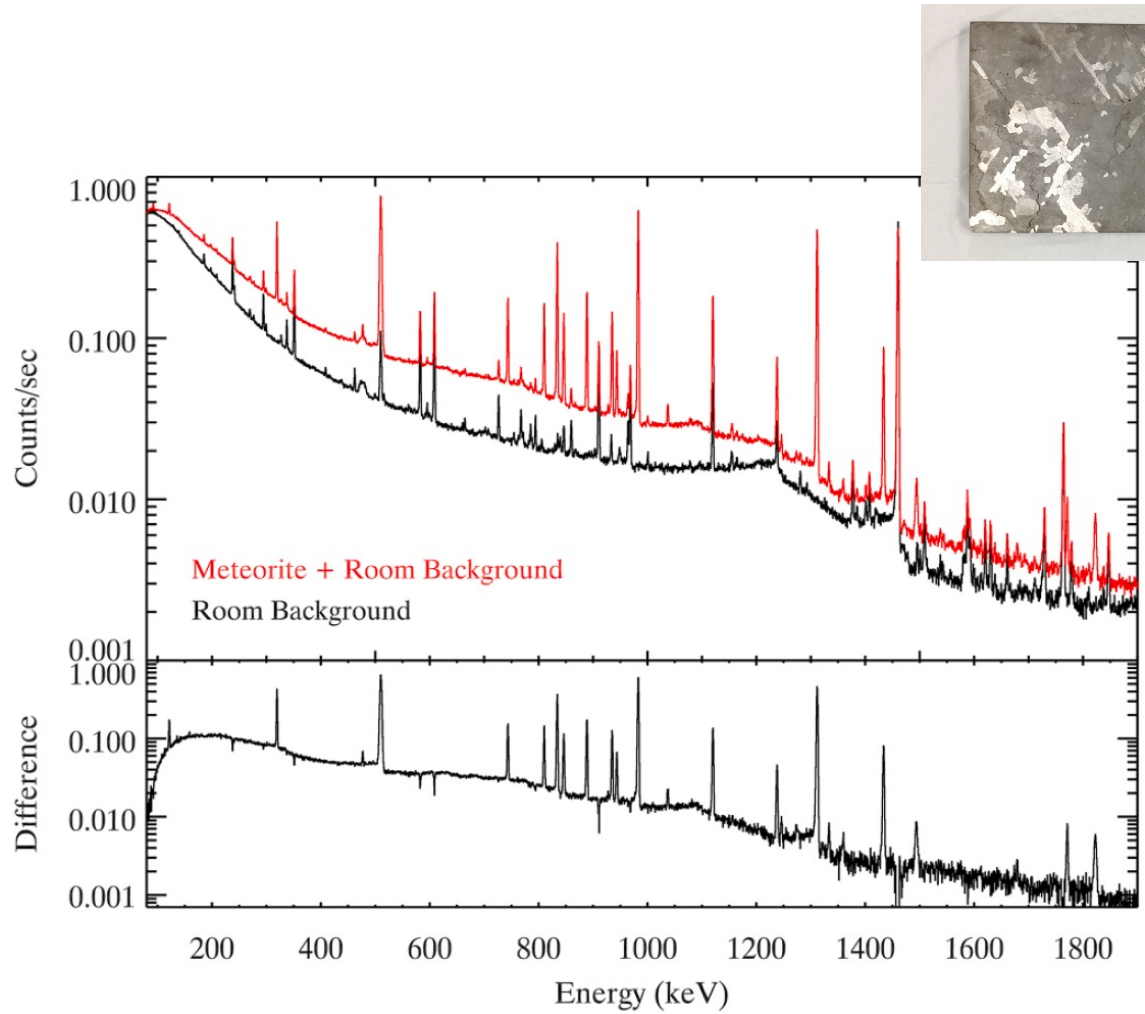 1.000
0.100
0.010
0.001
Counts/sec
Meteorite + Room Background
Room Background
1.000
0.100
0.010
0.001
Difference
200 400 600 800 1000 1200 1400 1600 1800
Energy (keV)